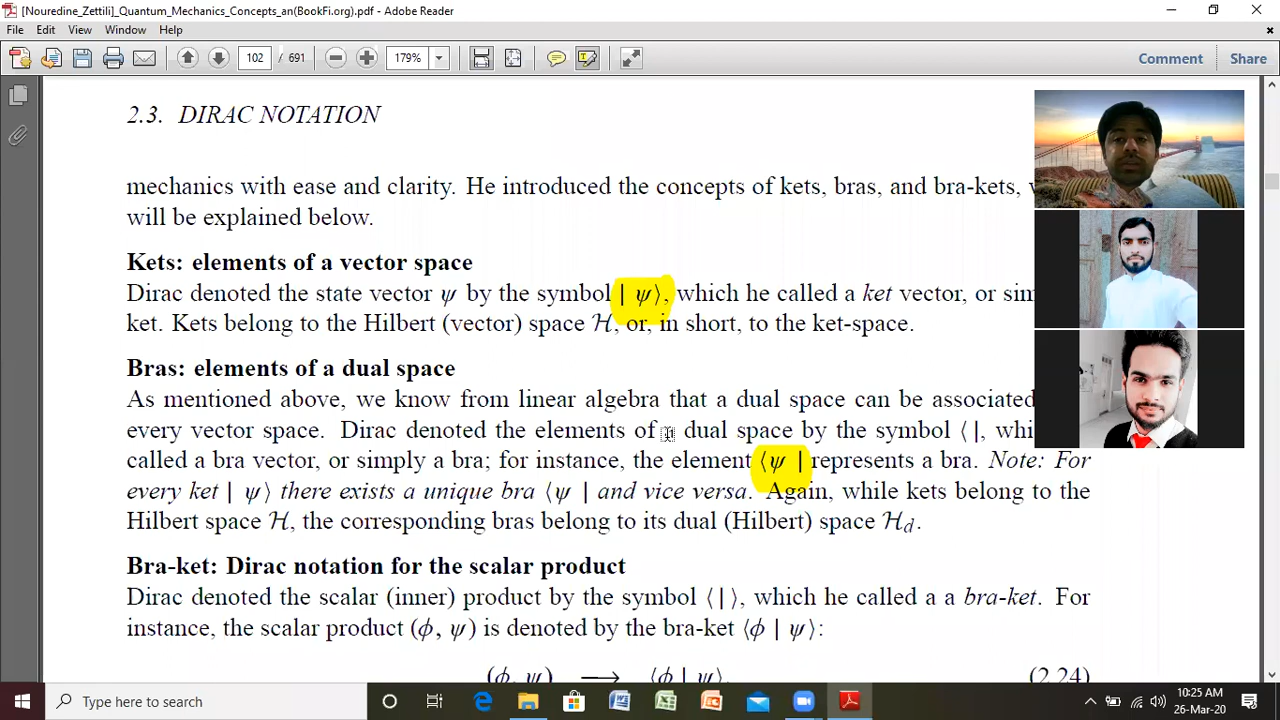 [Nouredine_Zettili]_Quantum_Mechanics_Concepts_an(BookFi.org).pdf - Adobe Reader
File Edit View Window Help
102 / 691 179% Comment Share
2.3. DIRAC NOTATION
mechanics with ease and clarity. He introduced the concepts of kets, bras, and bra-kets,
will be explained below.
Kets: elements of a vector space
Dirac denoted the state vector ψ by the symbol | ψ⟩, which he called a ket vector, or
ket. Kets belong to the Hilbert (vector) space ℋ, or, in short, to the ket-space.
Bras: elements of a dual space
As mentioned above, we know from linear algebra that a dual space can be associated
every vector space. Dirac denoted the elements of dual space by the symbol ⟨ |,
called a bra vector, or simply a bra; for instance, the element ⟨ψ | represents a bra. Note: For
every ket | ψ⟩ there exists a unique bra ⟨ψ | and vice versa. Again, while kets belong to the
Hilbert space ℋ, the corresponding bras belong to its dual (Hilbert) space ℋd.
Bra-ket: Dirac notation for the scalar product
Dirac denoted the scalar (inner) product by the symbol ⟨ | ⟩, which he called a a bra-ket. For
instance, the scalar product (ϕ, ψ) is denoted by the bra-ket ⟨ϕ | ψ⟩:
(ϕ, ψ) ⟶ ⟨ϕ | ψ⟩. (2.24)
Type here to search
10:25 AM
26-Mar-20